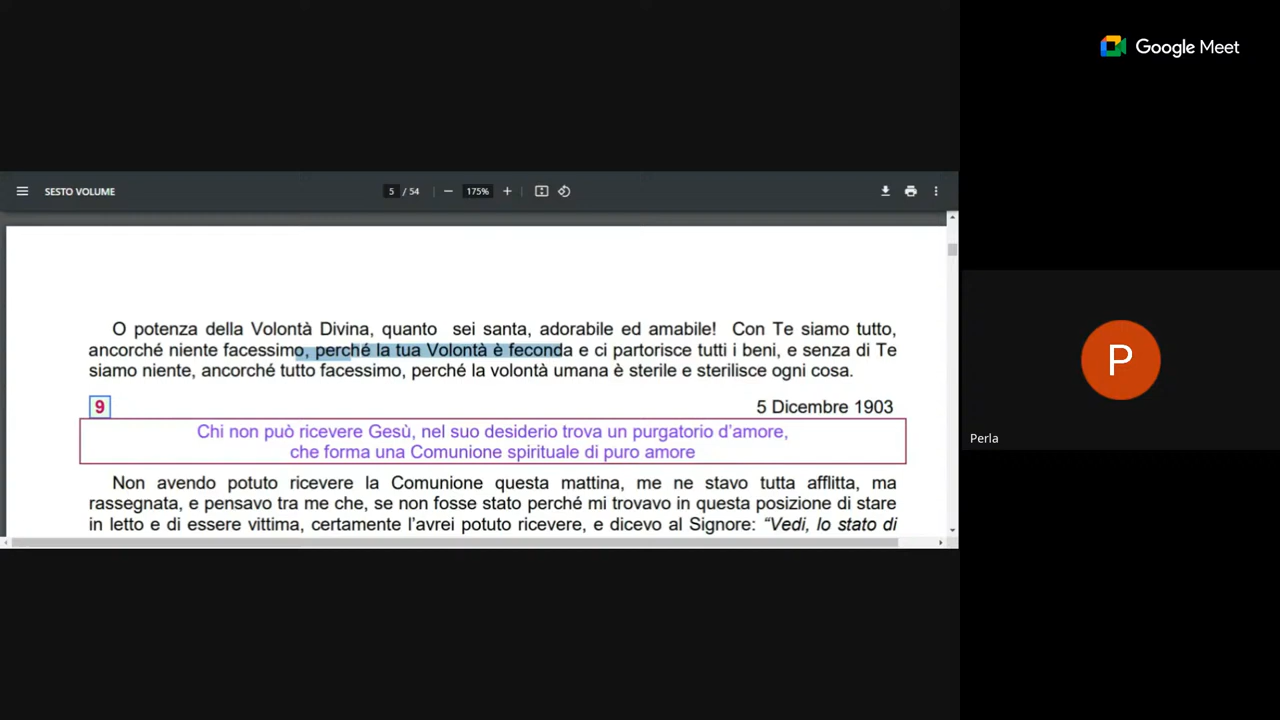 Google Meet
SESTO VOLUME
5 / 54
175%
O potenza della Volontà Divina, quanto sei santa, adorabile ed amabile! Con Te siamo tutto,
ancorché niente facessimo, perché la tua Volontà è feconda e ci partorisce tutti i beni, e senza di Te
siamo niente, ancorché tutto facessimo, perché la volontà umana è sterile e sterilisce ogni cosa.
9
5 Dicembre 1903
Chi non può ricevere Gesù, nel suo desiderio trova un purgatorio d’amore,
che forma una Comunione spirituale di puro amore
Non avendo potuto ricevere la Comunione questa mattina, me ne stavo tutta afflitta, ma
rassegnata, e pensavo tra me che, se non fosse stato perché mi trovavo in questa posizione di stare
in letto e di essere vittima, certamente l’avrei potuto ricevere, e dicevo al Signore: “Vedi, lo stato di
P
Perla